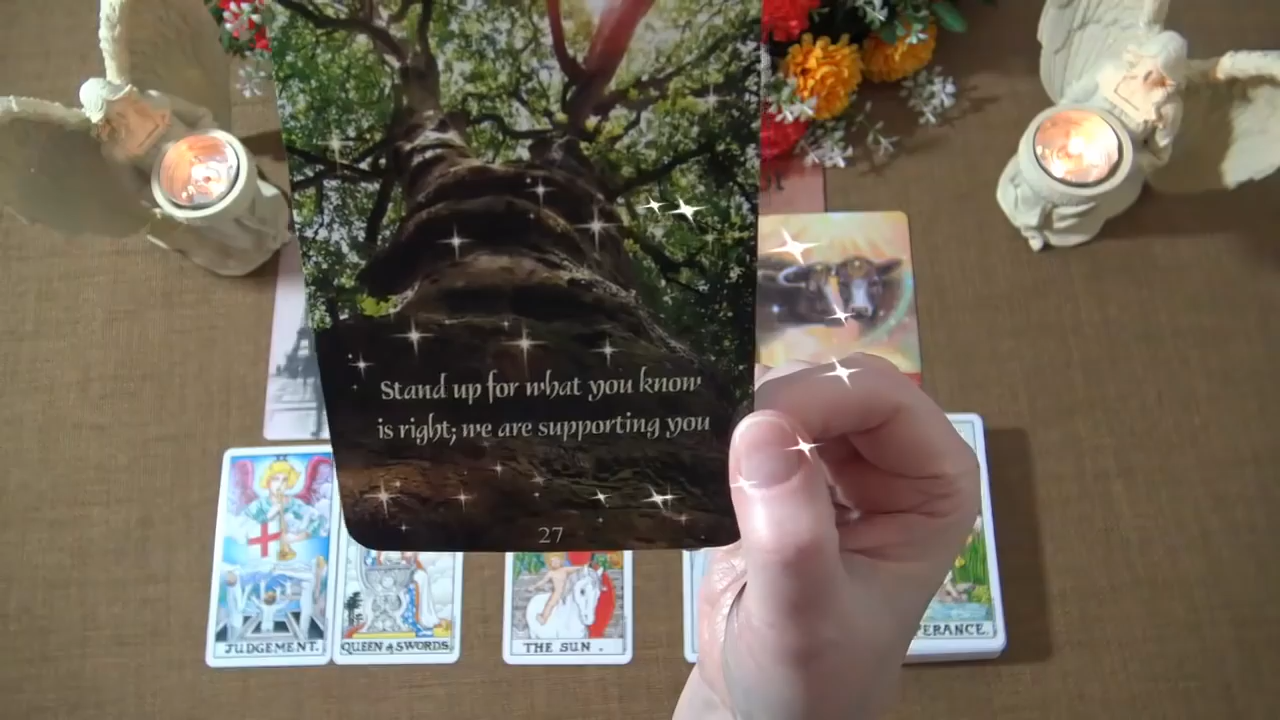 Stand up for what you know
is right; we are supporting you
27
JUDGEMENT.
QUEEN of SWORDS
THE SUN .
PERANCE.